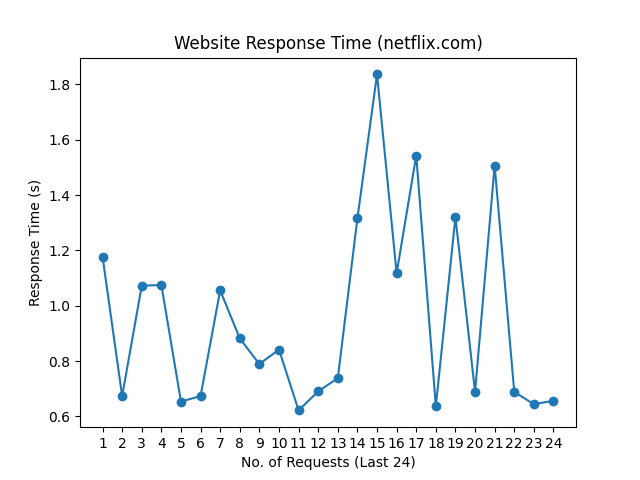 Website Response Time (netflix.com)
Response Time (s)
1.8
1.6
1.4
1.2
1.0
0.8
0.6
1 2 3 4 5 6 7 8 9 10 11 12 13 14 15 16 17 18 19 20 21 22 23 24
No. of Requests (Last 24)